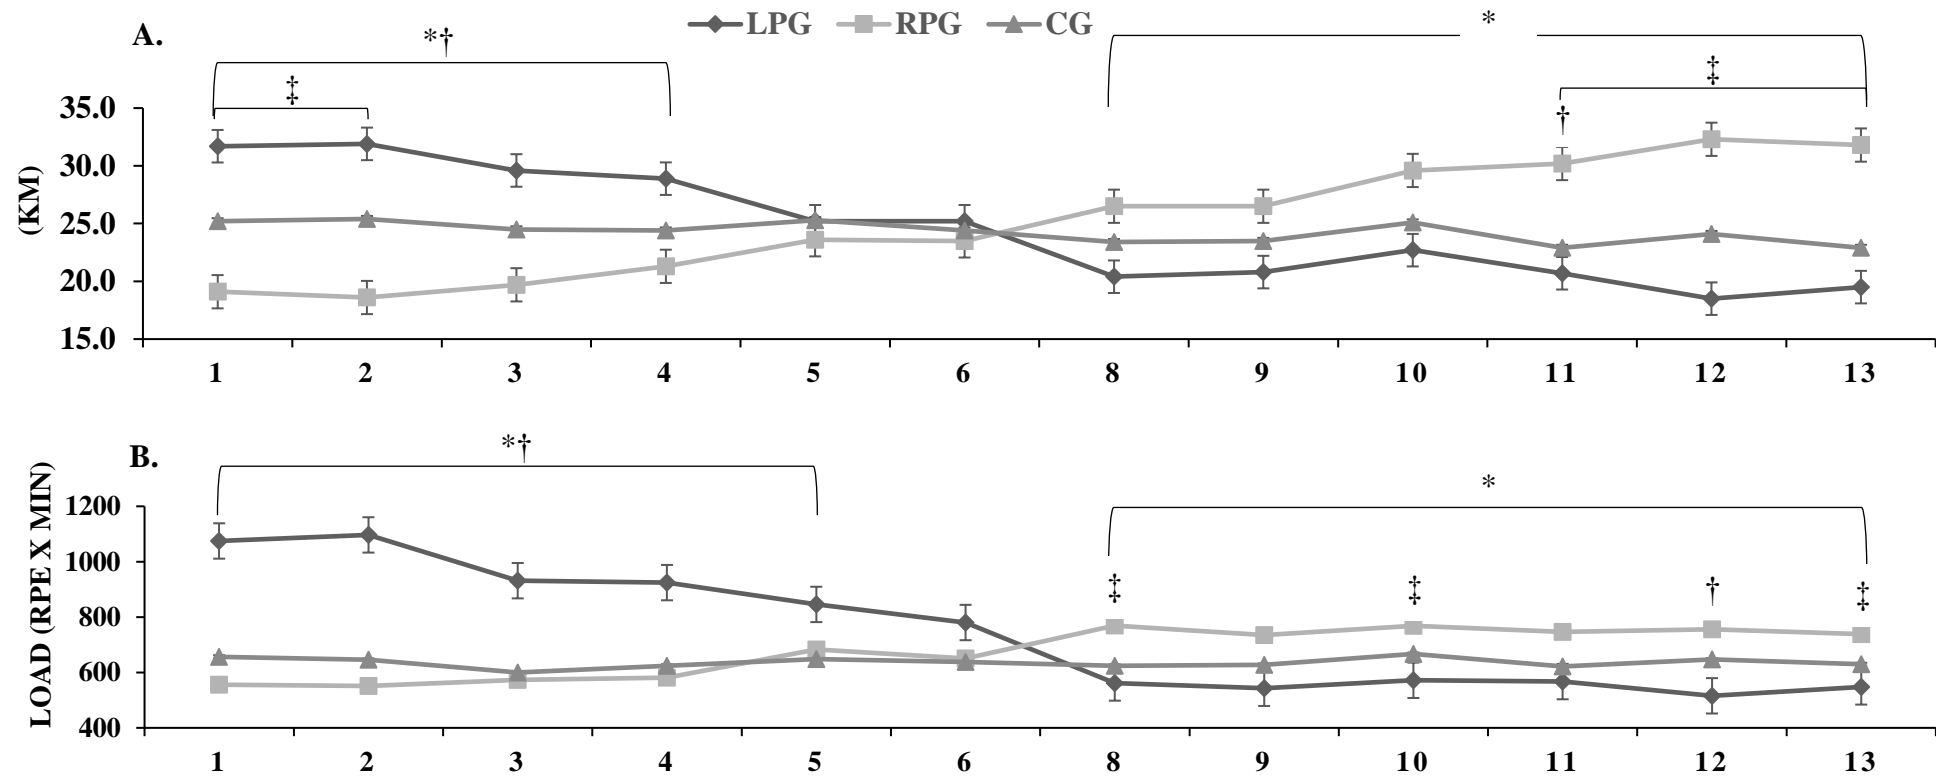 LPG RPG CG
A.
*†
*
‡
‡
†
35.0
30.0
25.0
20.0
15.0
(KM)
1 2 3 4 5 6 8 9 10 11 12 13
B.
*†
*
‡ ‡ † ‡
1200
1000
800
600
400
LOAD (RPE X MIN)
1 2 3 4 5 6 8 9 10 11 12 13